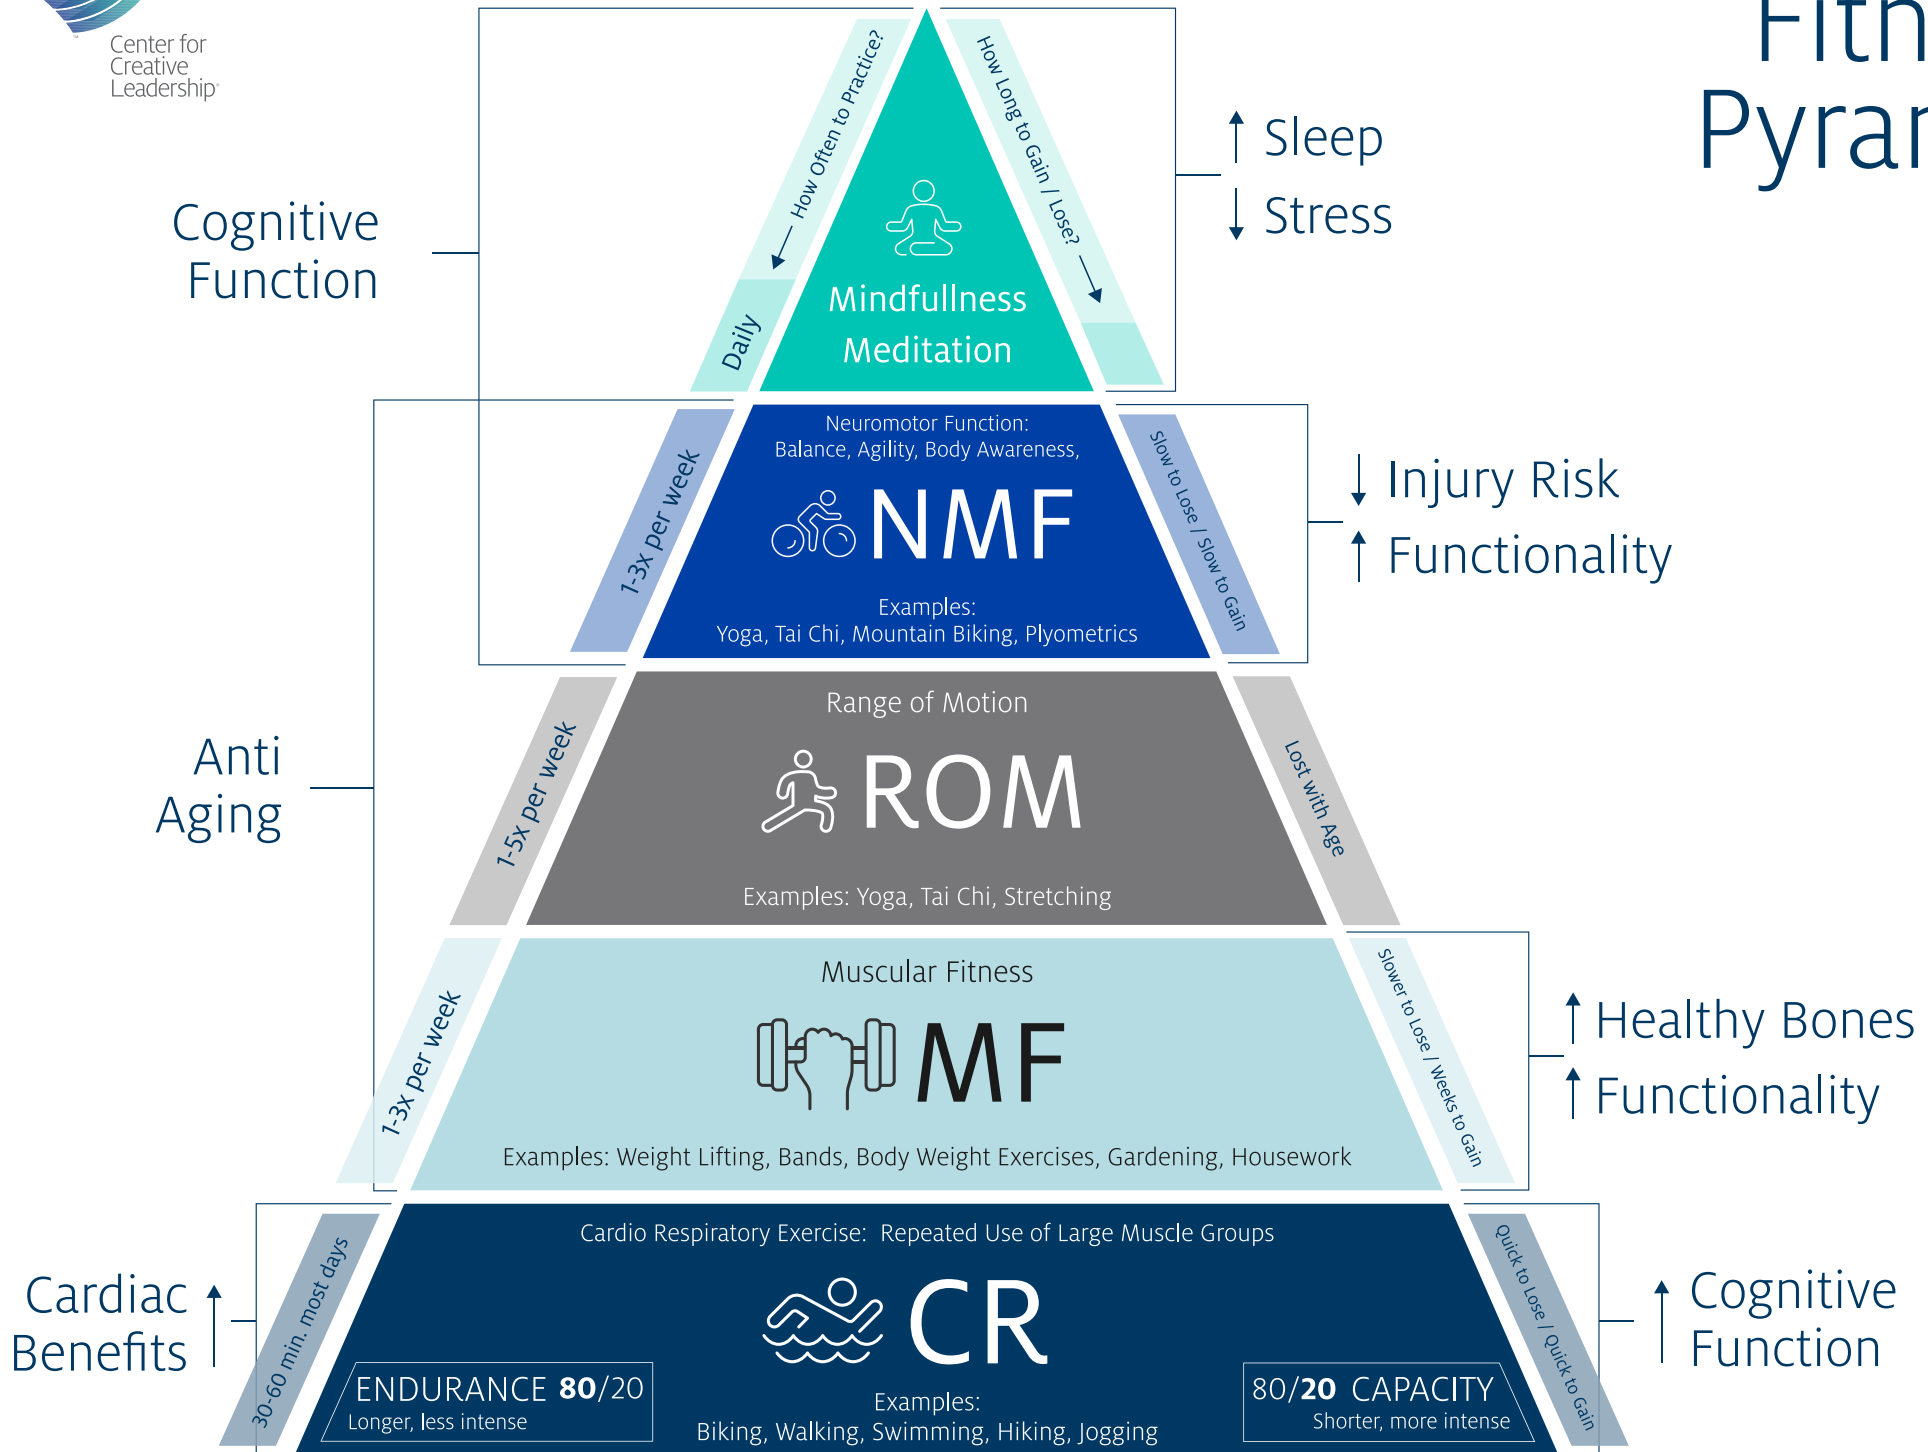 Center for
Creative
Leadership
Fitn
Pyram
How Often to Practice?
How Long to Gain / Lose?
Sleep
Stress
Cognitive
Function
Daily
Mindfullness
Meditation
Neuromotor Function:
Balance, Agility, Body Awareness,
NMF
Examples:
Yoga, Tai Chi, Mountain Biking, Plyometrics
1-3x per week
Slow to Lose / Slow to Gain
Injury Risk
Functionality
Anti
Aging
Range of Motion
ROM
Examples: Yoga, Tai Chi, Stretching
1-5x per week
Lost with Age
Muscular Fitness
MF
Examples: Weight Lifting, Bands, Body Weight Exercises, Gardening, Housework
1-3x per week
Slower to Lose / Weeks to Gain
Healthy Bones
Functionality
Cardio Respiratory Exercise: Repeated Use of Large Muscle Groups
CR
Examples:
Biking, Walking, Swimming, Hiking, Jogging
ENDURANCE 80/20
Longer, less intense
80/20 CAPACITY
Shorter, more intense
30-60 min. most days
Quick to Lose / Quick to Gain
Cardiac
Benefits
Cognitive
Function